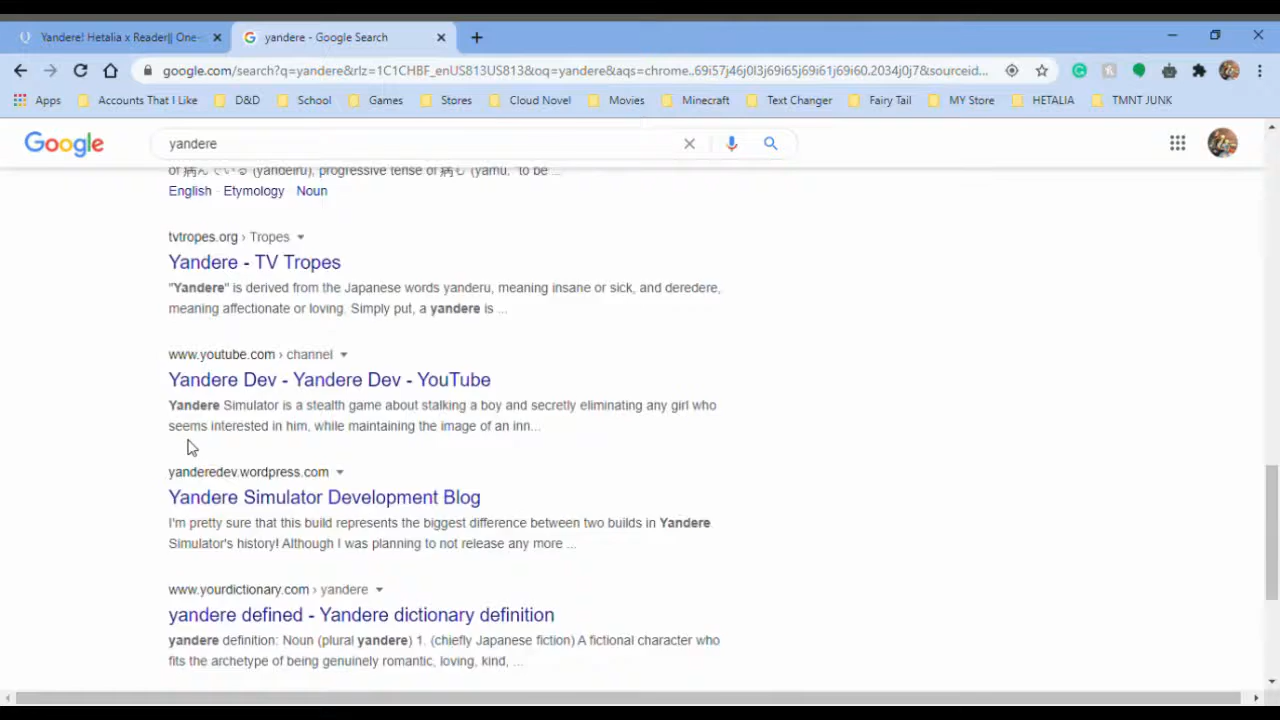 Yandere! Hetalia x Reader|| One-
yandere - Google Search
google.com/search?q=yandere&rlz=1C1CHBF_enUS813US813&oq=yandere&aqs=chrome..69i57j46j0l3j69i65j69i61j69i60.2034j0j7&sourceid...
Apps Accounts That I Like D&D School Games Stores Cloud Novel Movies Minecraft Text Changer Fairy Tail MY Store HETALIA TMNT JUNK
Google yandere
of 病んでいる (yandeiru), progressive tense of 病む (yamu, "to be ...
English · Etymology · Noun
tvtropes.org › Tropes
Yandere - TV Tropes
"Yandere" is derived from the Japanese words yanderu, meaning insane or sick, and deredere,
meaning affectionate or loving. Simply put, a yandere is ...
www.youtube.com › channel
Yandere Dev - Yandere Dev - YouTube
Yandere Simulator is a stealth game about stalking a boy and secretly eliminating any girl who
seems interested in him, while maintaining the image of an inn...
yanderedev.wordpress.com
Yandere Simulator Development Blog
I'm pretty sure that this build represents the biggest difference between two builds in Yandere
Simulator's history! Although I was planning to not release any more ...
www.yourdictionary.com › yandere
yandere defined - Yandere dictionary definition
yandere definition: Noun (plural yandere) 1. (chiefly Japanese fiction) A fictional character who
fits the archetype of being genuinely romantic, loving, kind, ...